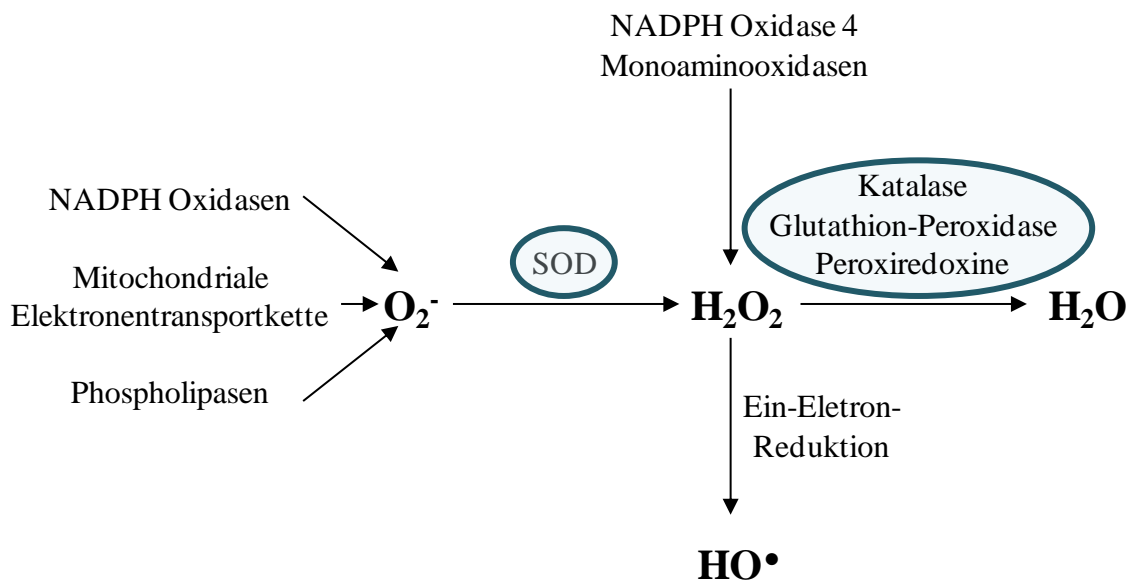 NADPH Oxidase 4
Monoaminooxidasen
NADPH Oxidasen
Katalase
Glutathion-Peroxidase
Peroxiredoxine
SOD
Mitochondriale
Elektronentransportkette
O₂⁻
H₂O₂
H₂O
Phospholipasen
Ein-Eletron-
Reduktion
HO•